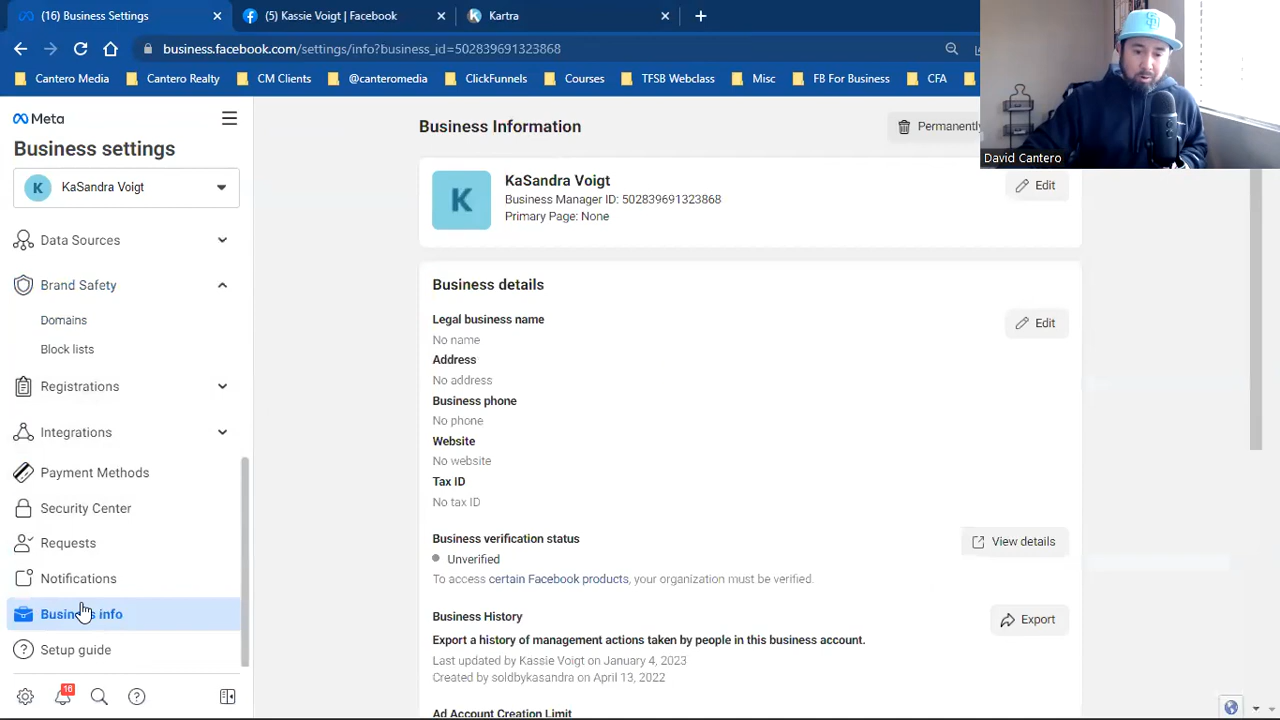 (16) Business Settings
(5) Kassie Voigt | Facebook
Kartra
business.facebook.com/settings/info?business_id=502839691323868
Cantero Media
Cantero Realty
CM Clients
@canteromedia
ClickFunnels
Courses
TFSB Webclass
Misc
FB For Business
CFA
SD
David Cantero
Meta
Business settings
K
KaSandra Voigt
Data Sources
Brand Safety
Domains
Block lists
Registrations
Integrations
Payment Methods
Security Center
Requests
Notifications
Business info
Setup guide
16
Business Information
Permanently
K
KaSandra Voigt
Business Manager ID: 502839691323868
Primary Page: None
Edit
Business details
Legal business name
Edit
No name
Address
No address
Business phone
No phone
Website
No website
Tax ID
No tax ID
Business verification status
View details
Unverified
To access certain Facebook products, your organization must be verified.
Business History
Export
Export a history of management actions taken by people in this business account.
Last updated by Kassie Voigt on January 4, 2023
Created by soldbykasandra on April 13, 2022
Ad Account Creation Limit